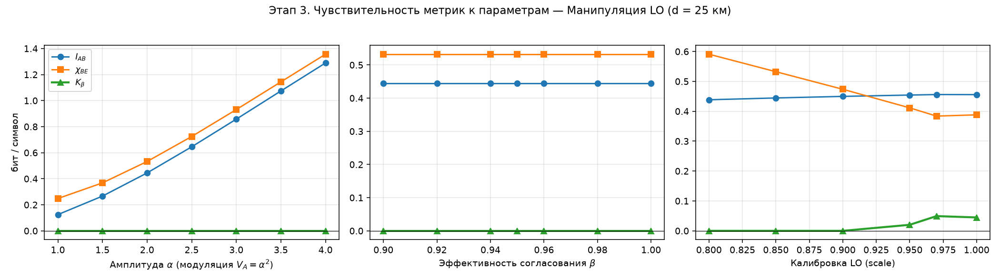 Этап 3. Чувствительность метрик к параметрам — Манипуляция LO (d = 25 км)
бит / символ
1.4
1.2
1.0
0.8
0.6
0.4
0.2
0.0
I_AB
χ_BE
K_β
1.0 1.5 2.0 2.5 3.0 3.5 4.0
Амплитуда α (модуляция V_A = α²)
0.5
0.4
0.3
0.2
0.1
0.0
0.90 0.92 0.94 0.96 0.98 1.00
Эффективность согласования β
0.6
0.5
0.4
0.3
0.2
0.1
0.0
0.800 0.825 0.850 0.875 0.900 0.925 0.950 0.975 1.000
Калибровка LO (scale)